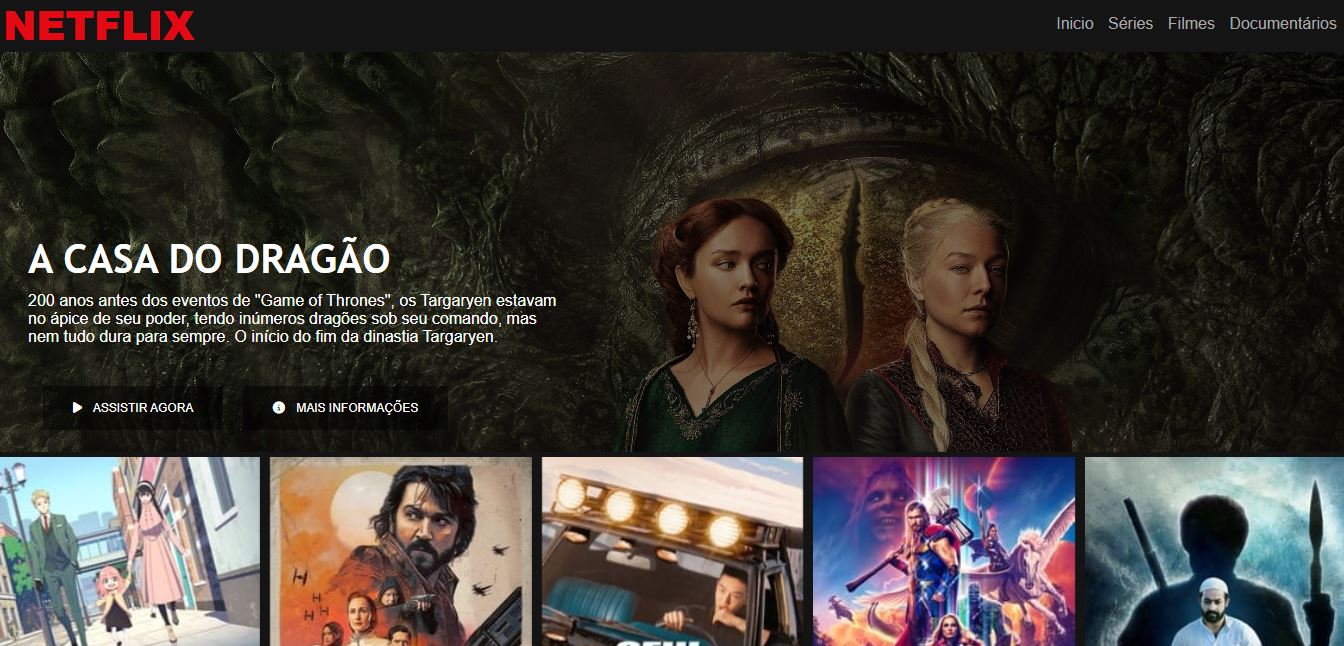 NETFLIX
Inicio Séries Filmes Documentários
A CASA DO DRAGÃO
200 anos antes dos eventos de "Game of Thrones", os Targaryen estavam
no ápice de seu poder, tendo inúmeros dragões sob seu comando, mas
nem tudo dura para sempre. O início do fim da dinastia Targaryen.
ASSISTIR AGORA
MAIS INFORMAÇÕES